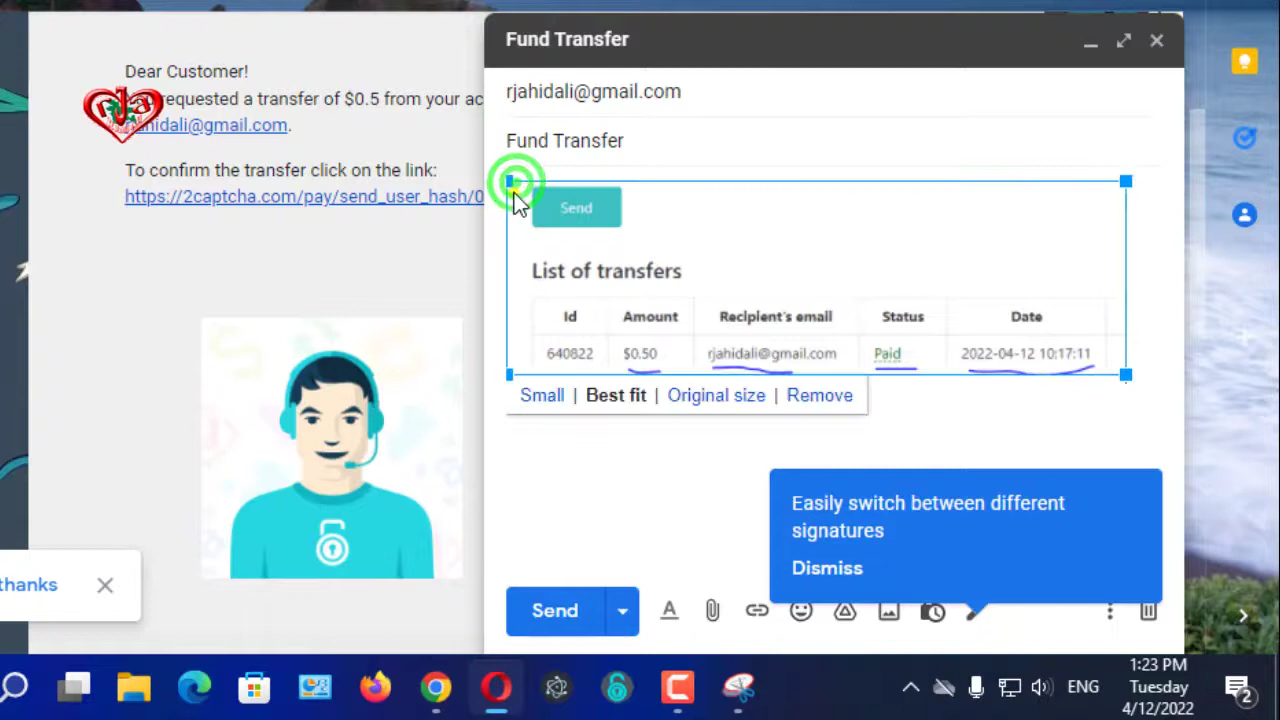 Dear Customer!
requested a transfer of $0.5 from your ac
hidali@gmail.com.
To confirm the transfer click on the link:
https://2captcha.com/pay/send_user_hash/0
thanks
Fund Transfer
rjahidali@gmail.com
Fund Transfer
Send
List of transfers
Id Amount Recipient's email Status Date
640822 $0.50 rjahidali@gmail.com Paid 2022-04-12 10:17:11
Small | Best fit | Original size | Remove
Easily switch between different
signatures
Dismiss
Send
ENG
1:23 PM
Tuesday
4/12/2022
2